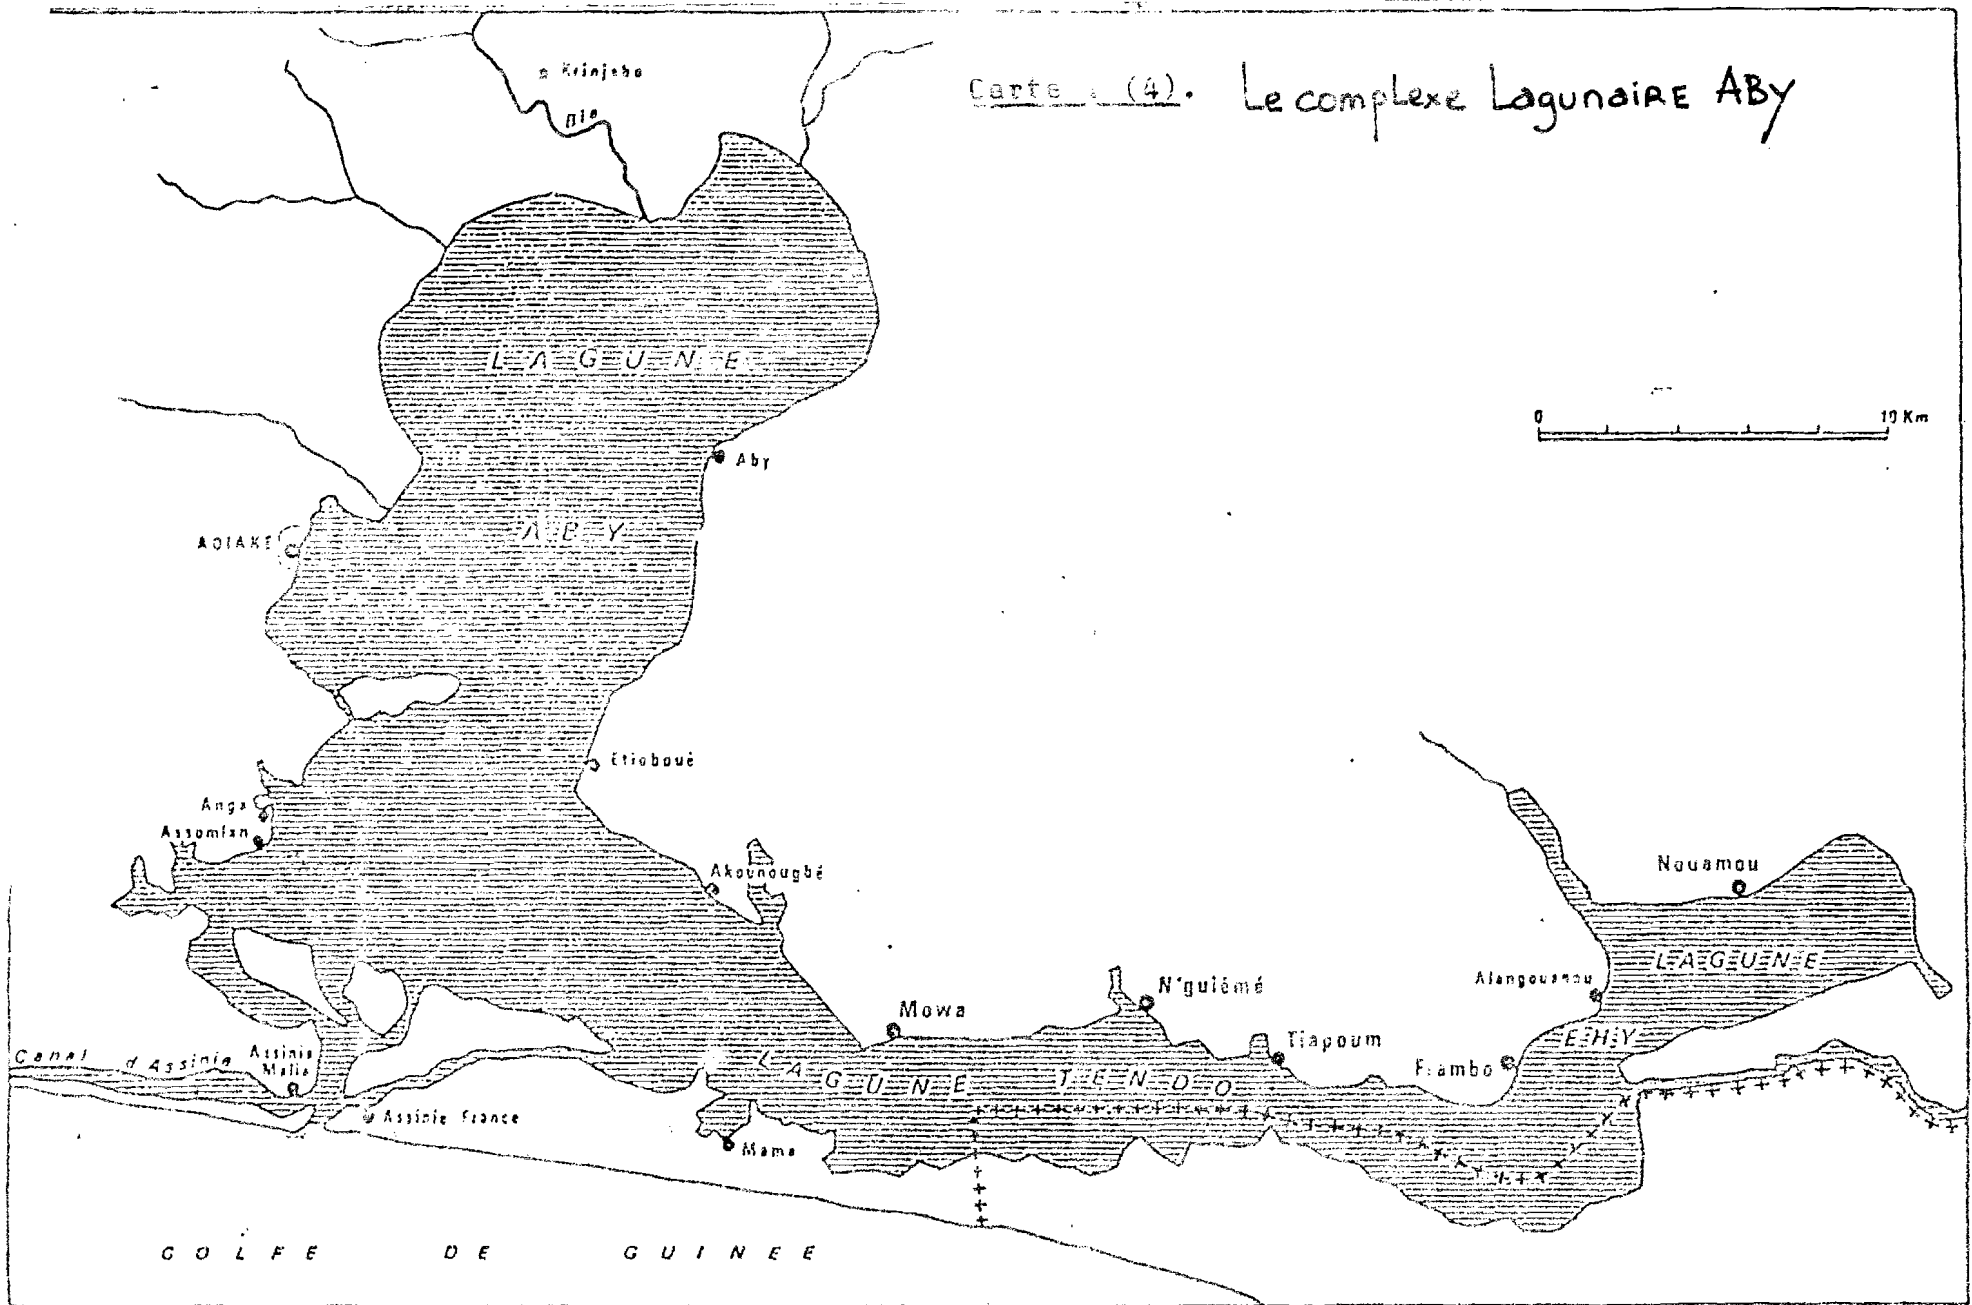 Carte : (4). Le complexe Lagunaire ABy
Krinjabo
Bia
LAGUNE
0 10 Km
Aby
ABY
ADIAKE
Etioboué
Anga
Assomlan
Akounougbé
Nouamou
LAGUNE
Alangouanou
N'guiémé
Mowa
EHY
Tiapoum
Frambo
Canal d'Assinie
Assinie
Mafia
LAGUNE TENDO
Assinie France
Mama
GOLFE DE GUINEE